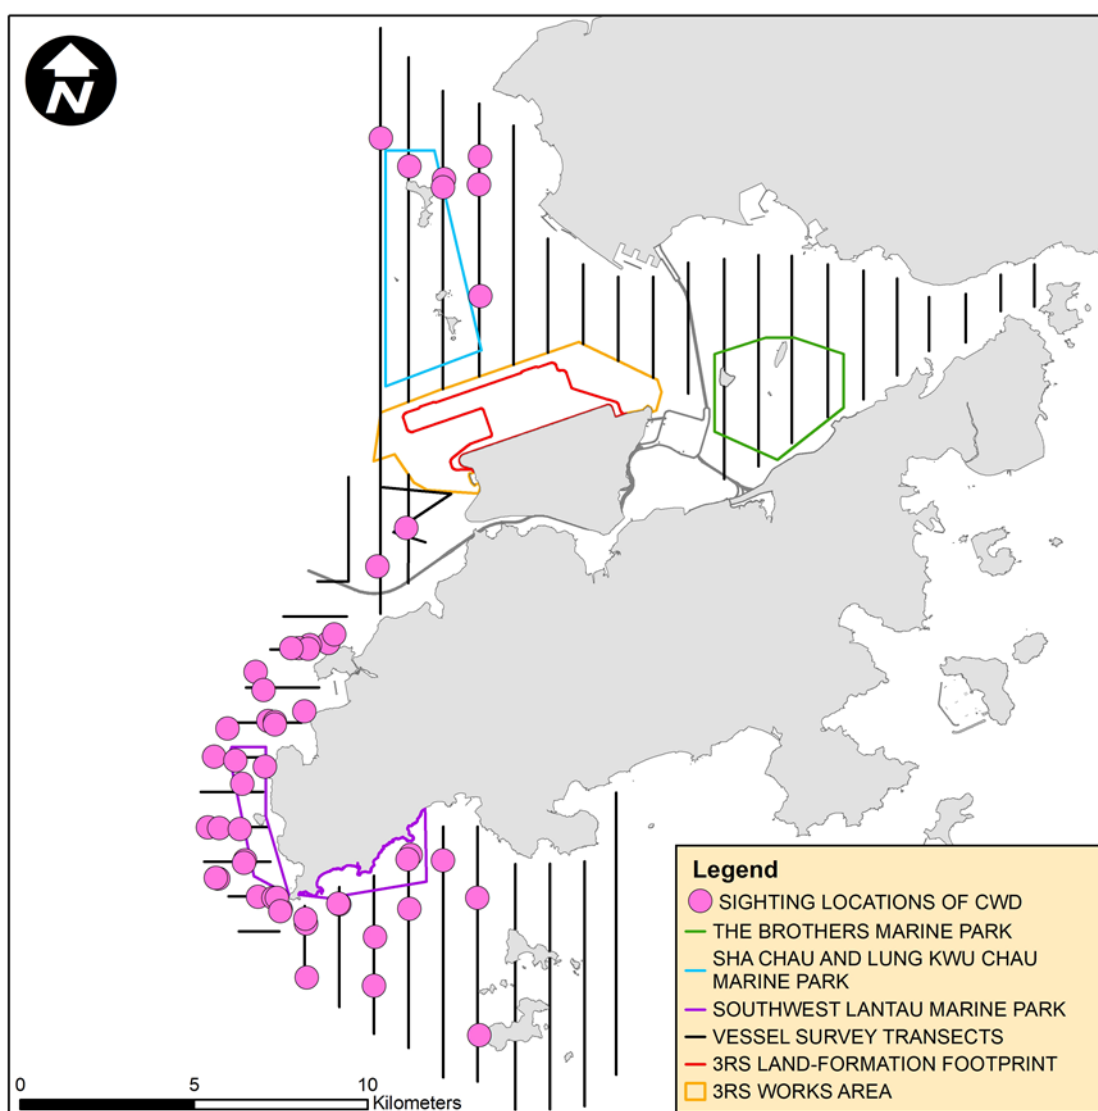 N
Legend
SIGHTING LOCATIONS OF CWD
THE BROTHERS MARINE PARK
SHA CHAU AND LUNG KWU CHAU
MARINE PARK
SOUTHWEST LANTAU MARINE PARK
VESSEL SURVEY TRANSECTS
3RS LAND-FORMATION FOOTPRINT
3RS WORKS AREA
0 5 10
Kilometers